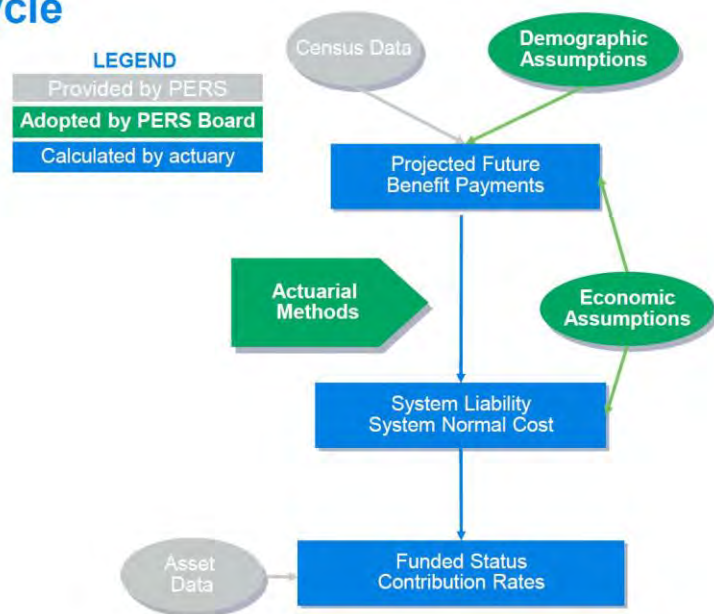 LEGEND
Provided by PERS
Adopted by PERS Board
Calculated by actuary
Census Data
Demographic
Assumptions
Projected Future
Benefit Payments
Actuarial
Methods
Economic
Assumptions
System Liability
System Normal Cost
Asset
Data
Funded Status
Contribution Rates